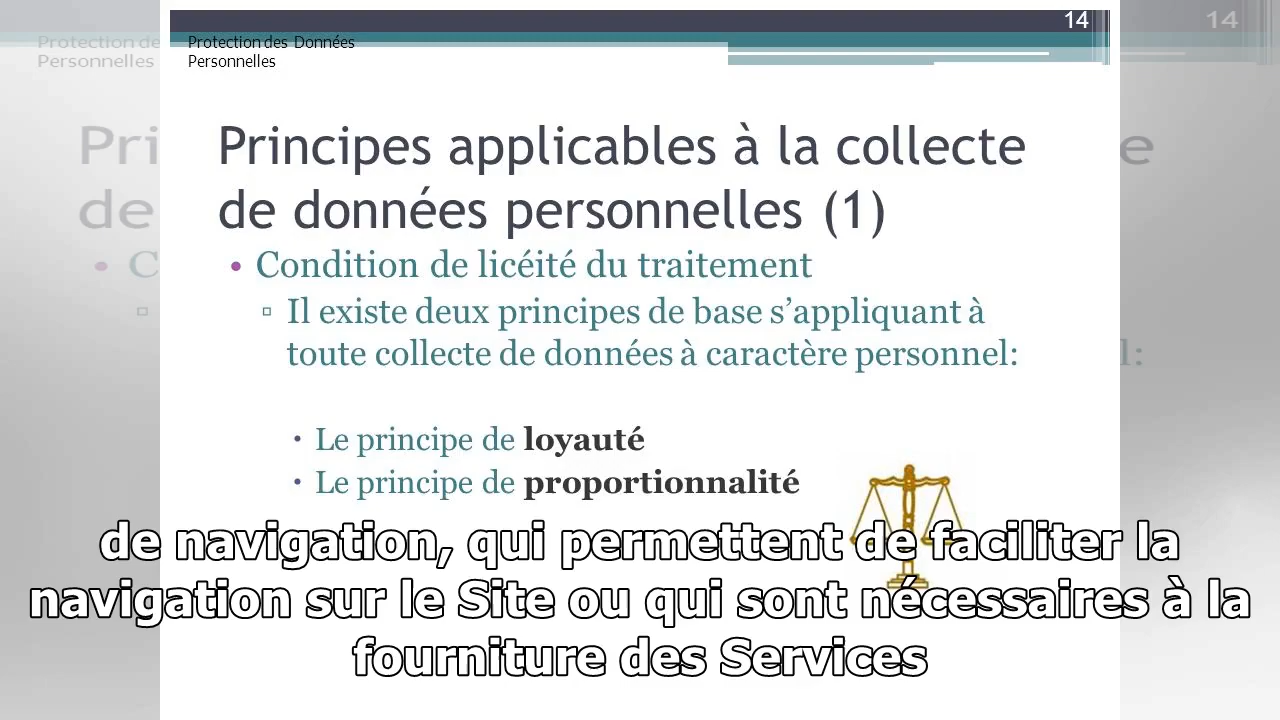 14
Protection des Données
Personnelles
Principes applicables à la collecte
de données personnelles (1)
• Condition de licéité du traitement
▫ Il existe deux principes de base s’appliquant à
toute collecte de données à caractère personnel:
▪ Le principe de loyauté
▪ Le principe de proportionnalité
de navigation, qui permettent de faciliter la
navigation sur le Site ou qui sont nécessaires à la
fourniture des Services